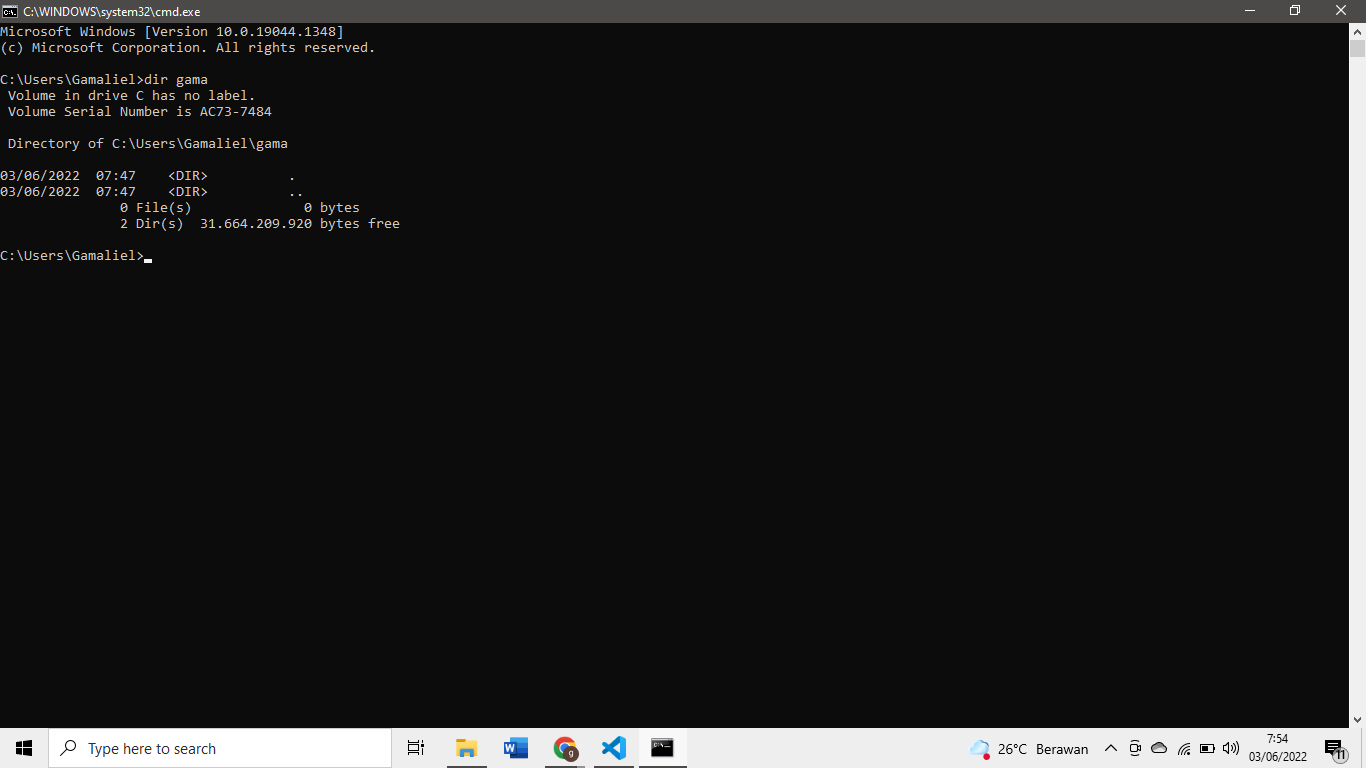 C:\WINDOWS\system32\cmd.exe
Microsoft Windows [Version 10.0.19044.1348]
(c) Microsoft Corporation. All rights reserved.
C:\Users\Gamaliel>dir gama
Volume in drive C has no label.
Volume Serial Number is AC73-7484
Directory of C:\Users\Gamaliel\gama
03/06/2022  07:47    <DIR>          .
03/06/2022  07:47    <DIR>          ..
0 File(s)              0 bytes
2 Dir(s)  31.664.209.920 bytes free
C:\Users\Gamaliel>
Type here to search
26°C Berawan
7:54
03/06/2022
11